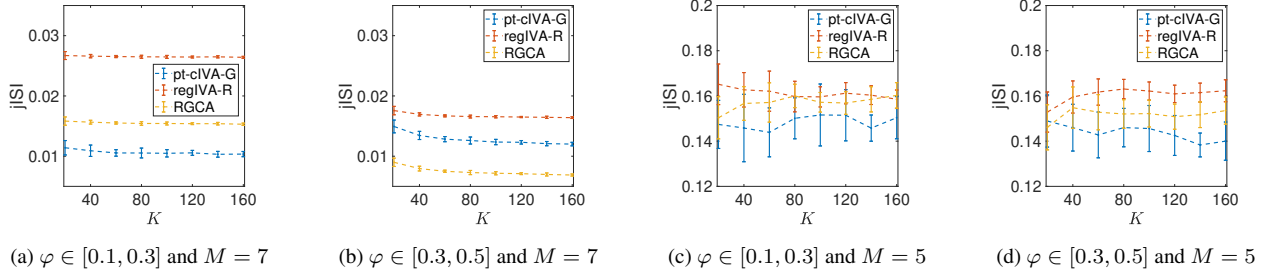 0.03
0.02
0.01
jISI
40 80 120 160
K
pt-cIVA-G
regIVA-R
RGCA
(a) φ ∈ [0.1, 0.3] and M = 7
0.03
0.02
0.01
jISI
40 80 120 160
K
pt-cIVA-G
regIVA-R
RGCA
(b) φ ∈ [0.3, 0.5] and M = 7
0.2
0.18
0.16
0.14
0.12
jISI
40 80 120 160
K
pt-cIVA-G
regIVA-R
RGCA
(c) φ ∈ [0.1, 0.3] and M = 5
0.2
0.18
0.16
0.14
0.12
jISI
40 80 120 160
K
pt-cIVA-G
regIVA-R
RGCA
(d) φ ∈ [0.3, 0.5] and M = 5